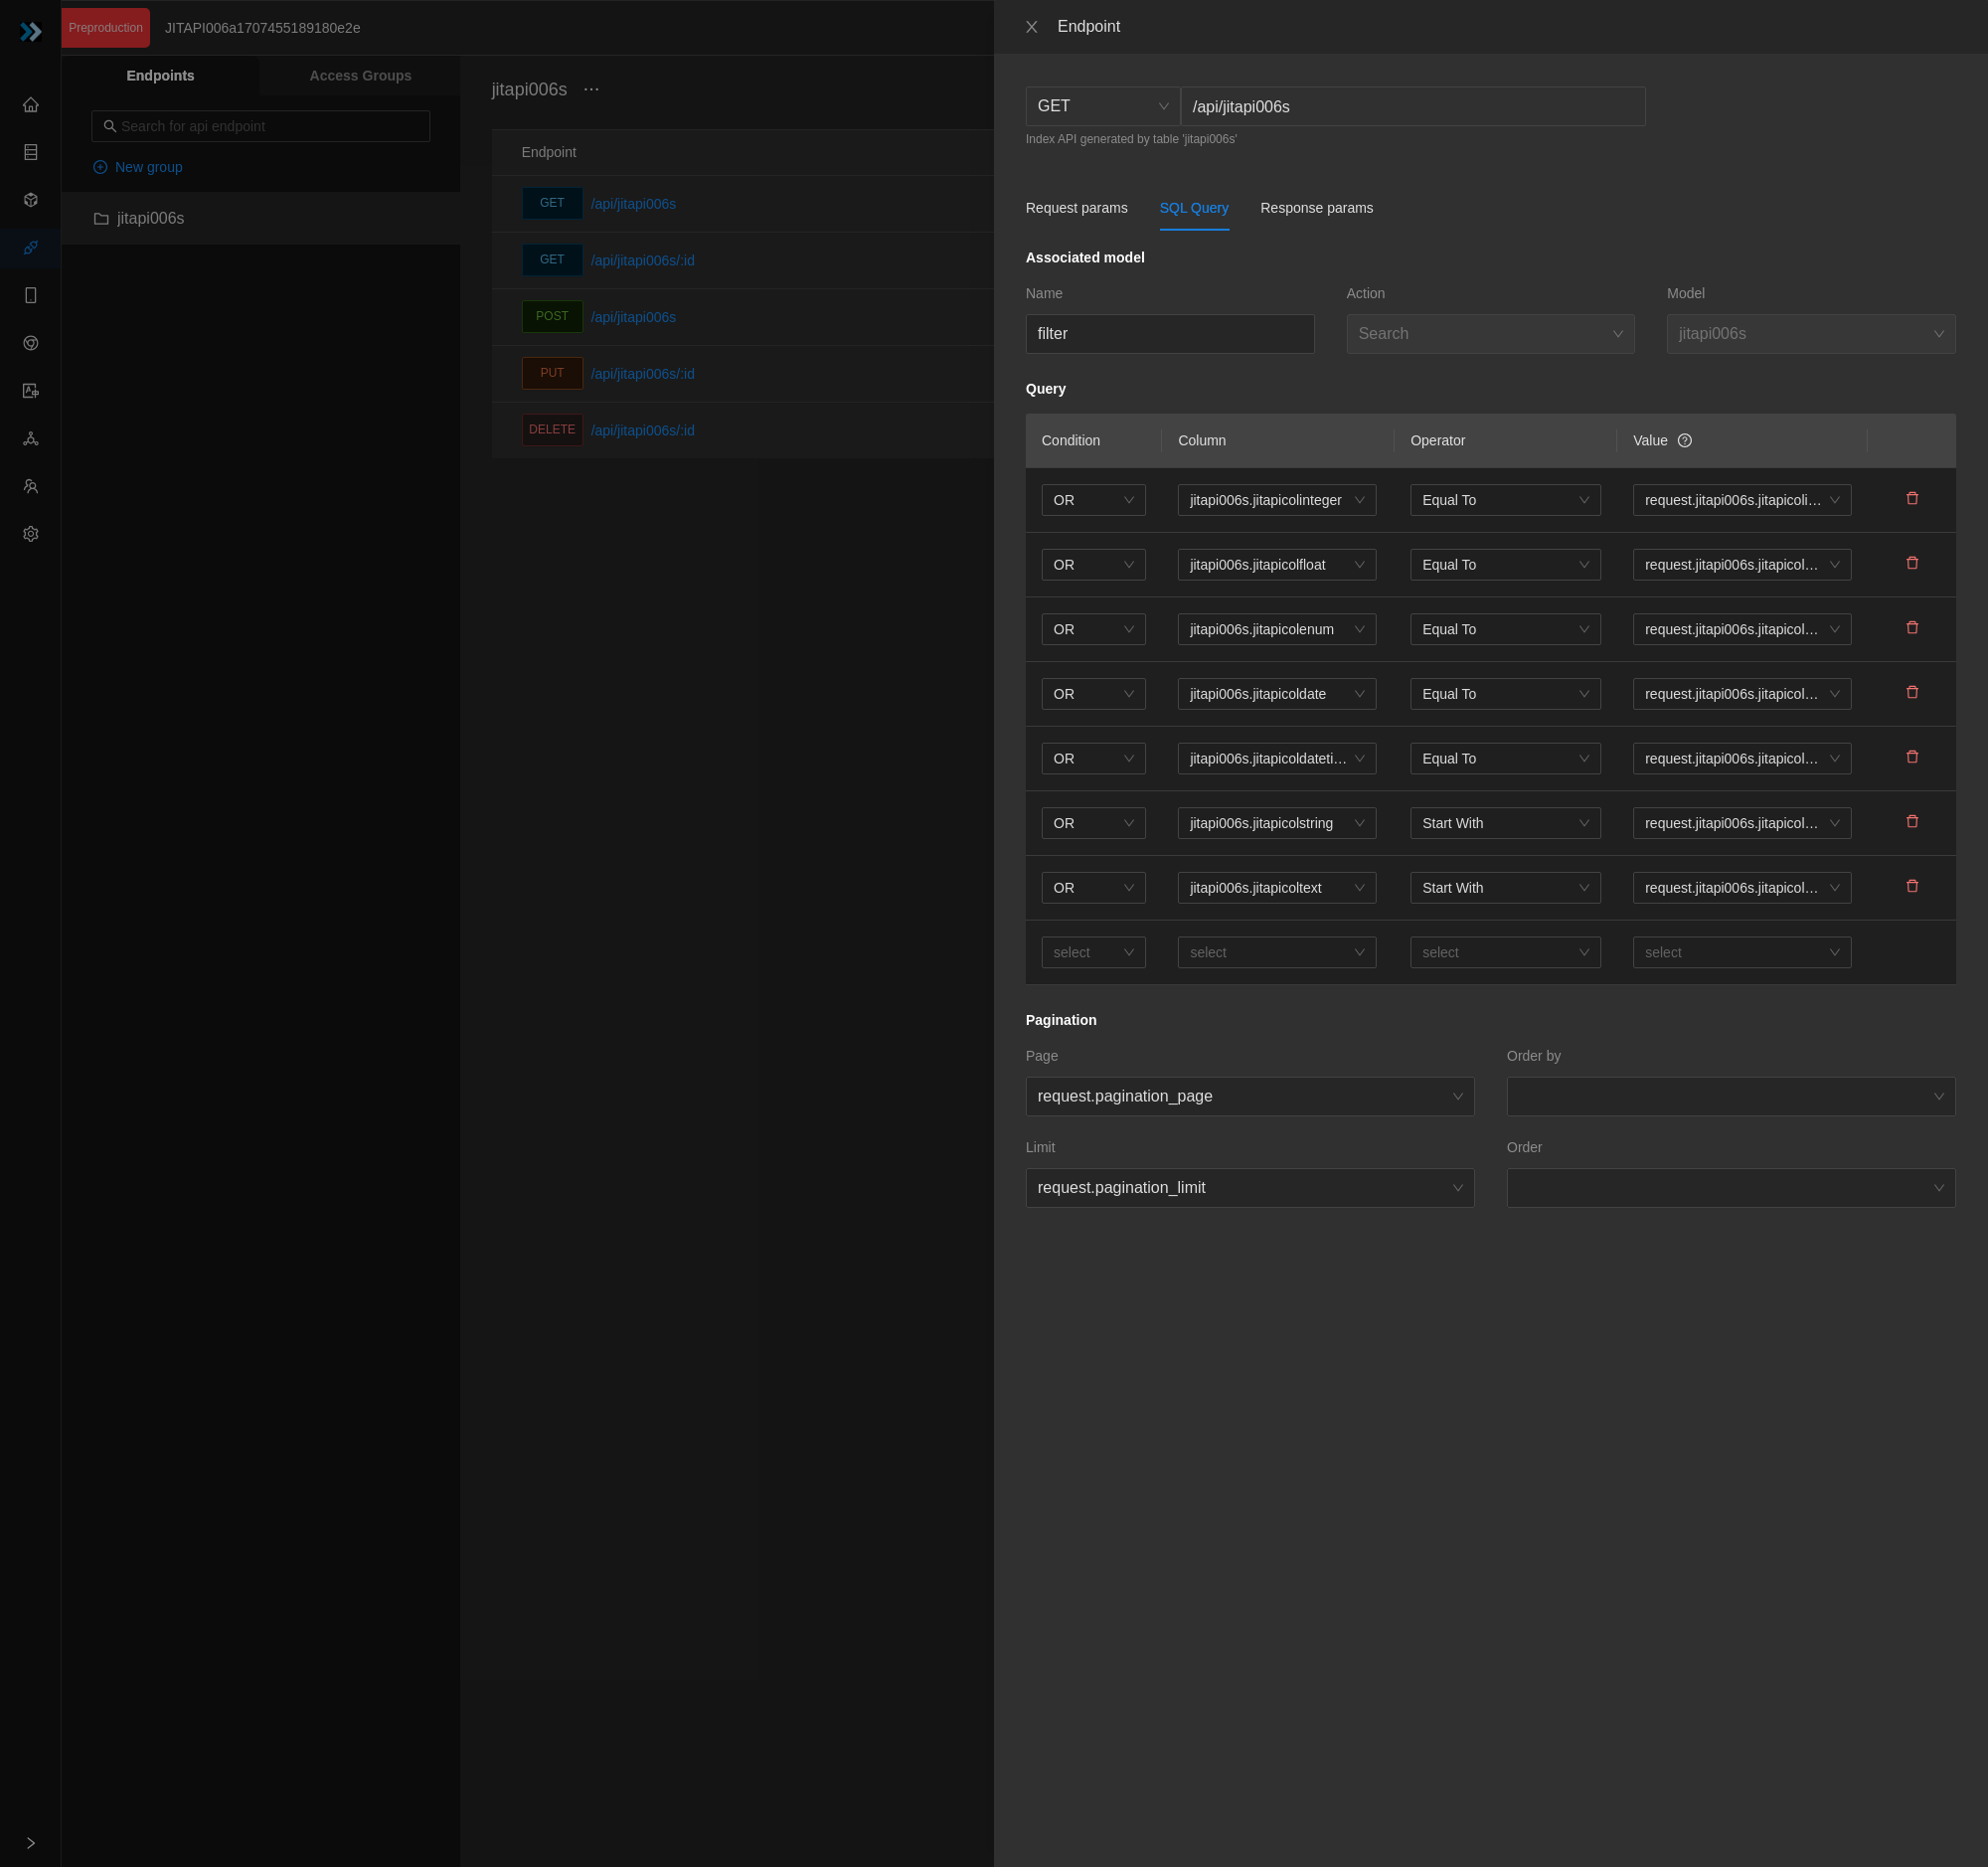 Preproduction
JITAPI006a1707455189180e2e
Endpoints
Access Groups
Search for api endpoint
New group
jitapi006s
jitapi006s
Endpoint
GET /api/jitapi006s
GET /api/jitapi006s/:id
POST /api/jitapi006s
PUT /api/jitapi006s/:id
DELETE /api/jitapi006s/:id
Endpoint
GET /api/jitapi006s
Index API generated by table 'jitapi006s'
Request params SQL Query Response params
Associated model
Name Action Model
filter Search jitapi006s
Query
Condition Column Operator Value
OR jitapi006s.jitapicolinteger Equal To request.jitapi006s.jitapicoli...
OR jitapi006s.jitapicolfloat Equal To request.jitapi006s.jitapicol...
OR jitapi006s.jitapicolenum Equal To request.jitapi006s.jitapicol...
OR jitapi006s.jitapicoldate Equal To request.jitapi006s.jitapicol...
OR jitapi006s.jitapicoldateti... Equal To request.jitapi006s.jitapicol...
OR jitapi006s.jitapicolstring Start With request.jitapi006s.jitapicol...
OR jitapi006s.jitapicoltext Start With request.jitapi006s.jitapicol...
select select select select
Pagination
Page Order by
request.pagination_page
Limit Order
request.pagination_limit